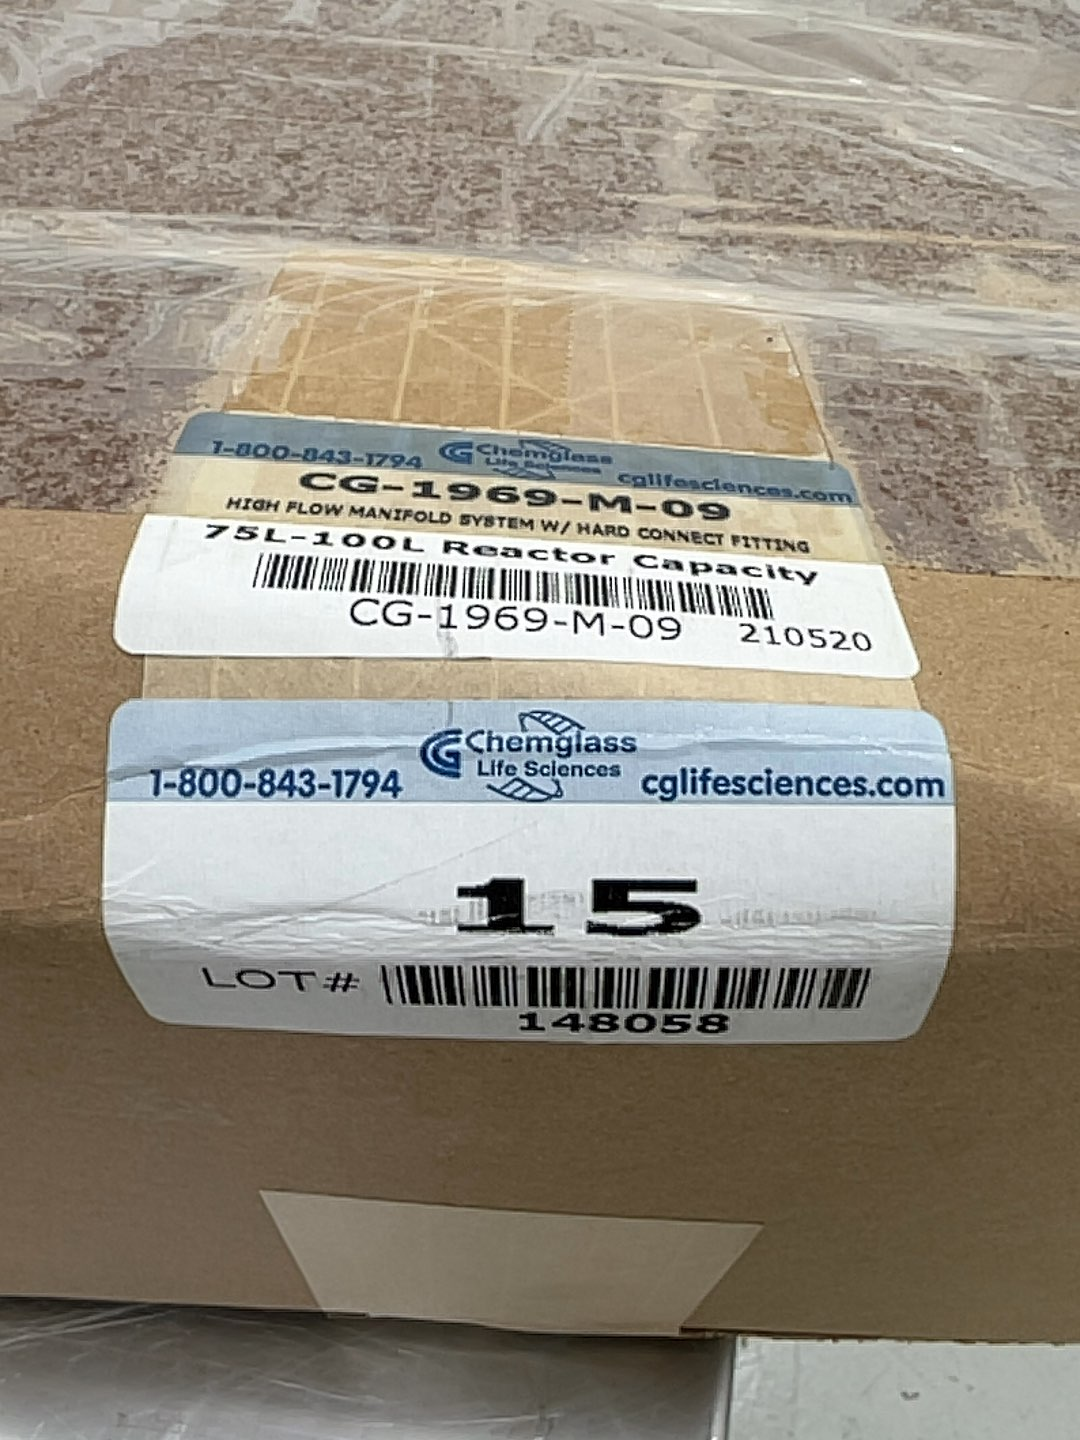 1-800-843-1794 CG Chemglass Life Sciences cglifesciences.com
CG-1969-M-09
HIGH FLOW MANIFOLD SYSTEM W/ HARD CONNECT FITTING
75L-100L Reactor Capacity
CG-1969-M-09 210520
1-800-843-1794 CG Chemglass Life Sciences cglifesciences.com
15
LOT#
148058